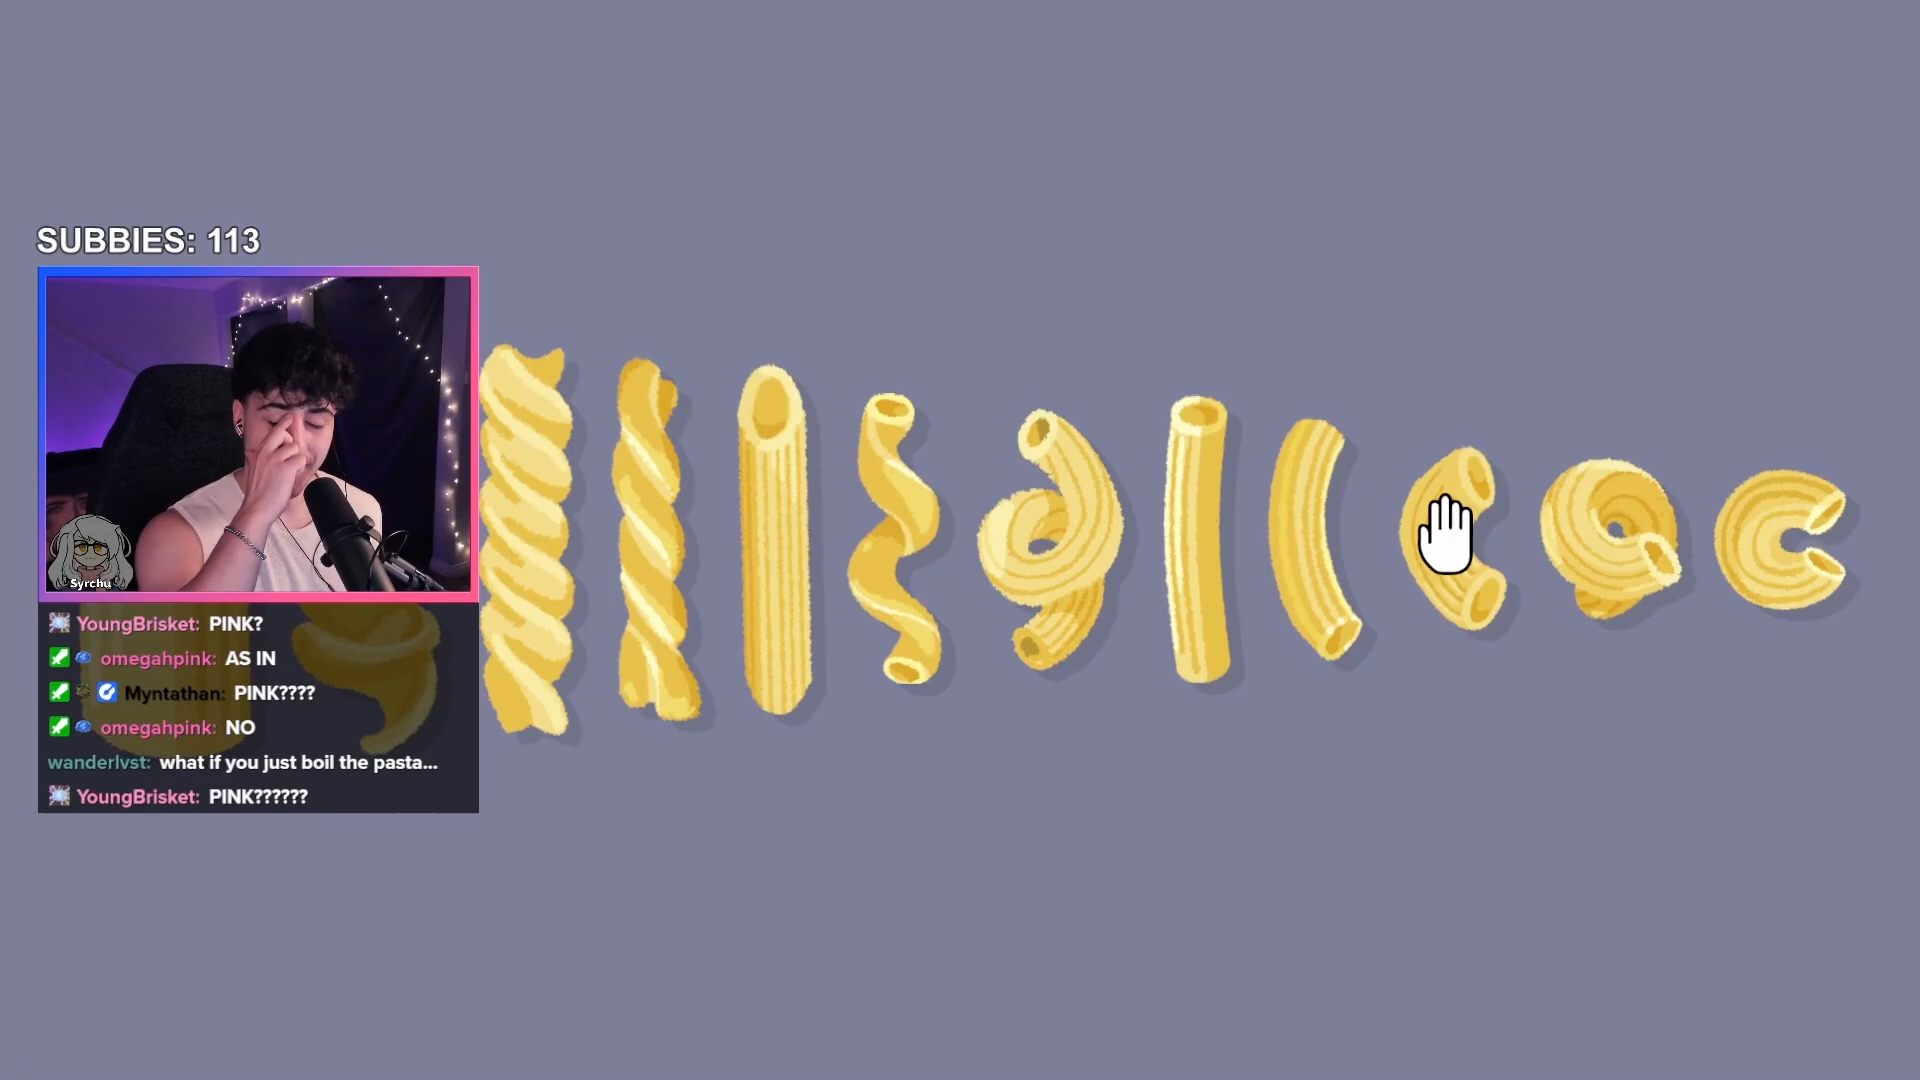 SUBBIES: 113
Syrchu
YoungBrisket: PINK?
omegahpink: AS IN
Myntathan: PINK????
omegahpink: NO
wanderlvst: what if you just boil the pasta...
YoungBrisket: PINK??????